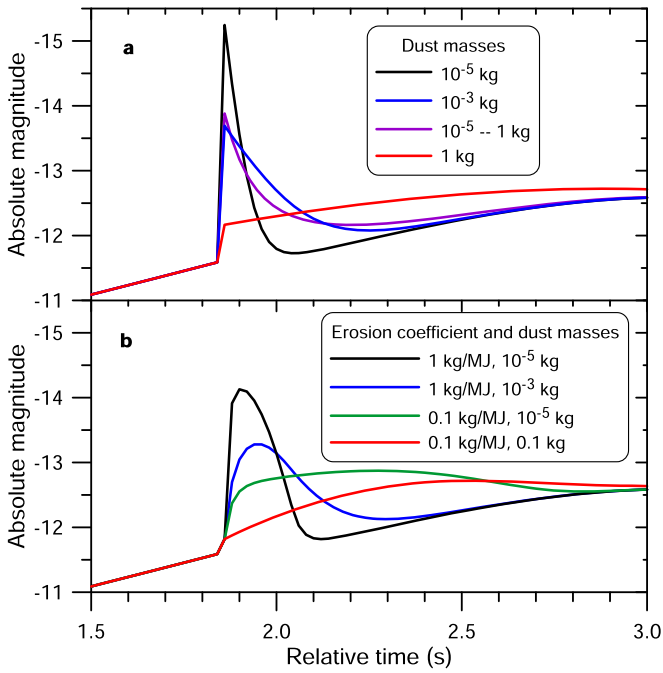 -15
-14
-13
-12
-11
Absolute magnitude
a
Dust masses
10⁻⁵ kg
10⁻³ kg
10⁻⁵ -- 1 kg
1 kg
-15
-14
-13
-12
-11
Absolute magnitude
b
Erosion coefficient and dust masses
1 kg/MJ, 10⁻⁵ kg
1 kg/MJ, 10⁻³ kg
0.1 kg/MJ, 10⁻⁵ kg
0.1 kg/MJ, 0.1 kg
1.5 2.0 2.5 3.0
Relative time (s)